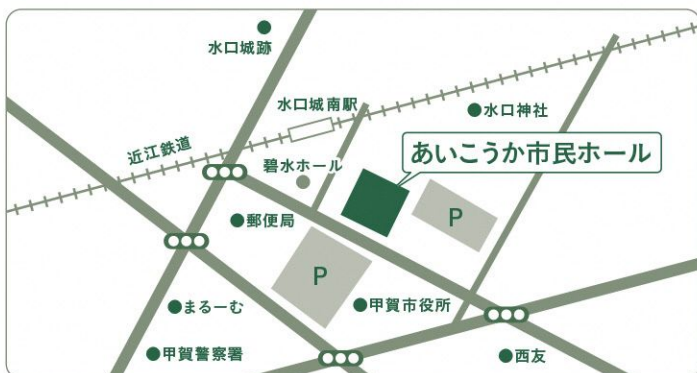 水口城跡
水口城南駅
水口神社
近江鉄道
碧水ホール
あいこうか市民ホール
郵便局
P
P
まるーむ
甲賀市役所
甲賀警察署
西友